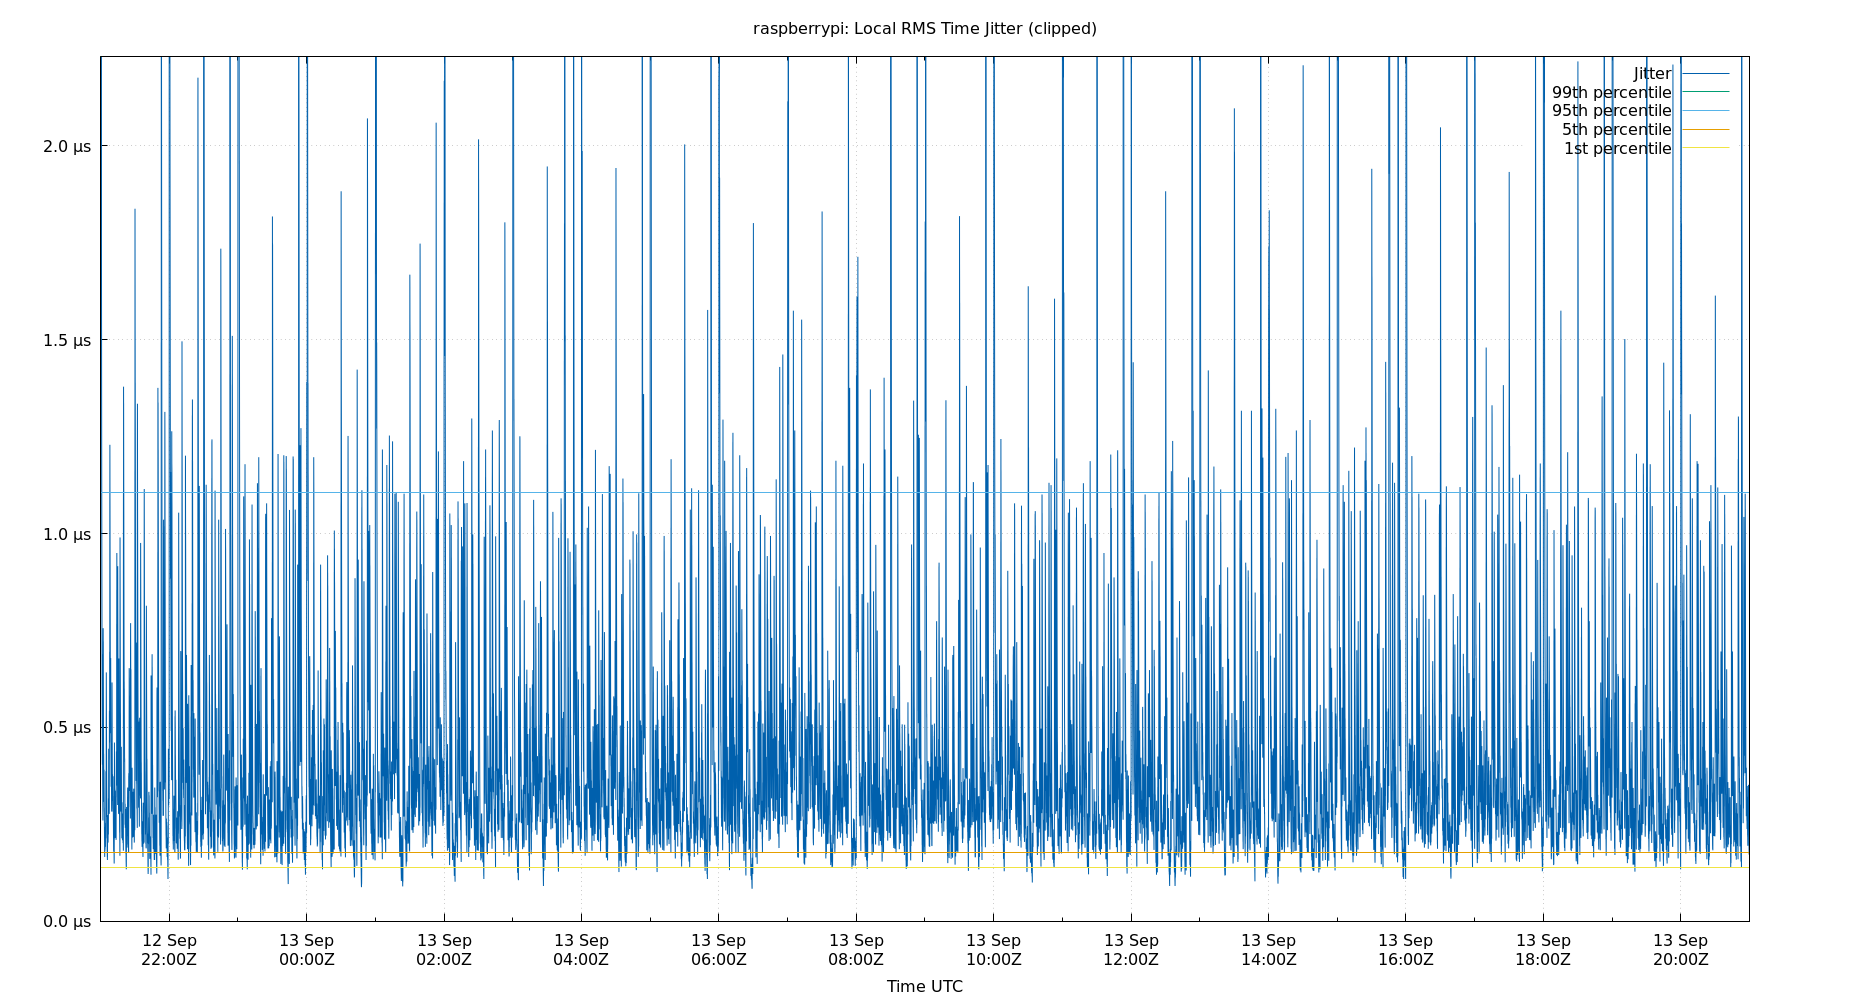 raspberrypi: Local RMS Time Jitter (clipped)
Jitter
99th percentile
95th percentile
5th percentile
1st percentile
2.0 µs
1.5 µs
1.0 µs
0.5 µs
0.0 µs
12 Sep 13 Sep 13 Sep 13 Sep 13 Sep 13 Sep 13 Sep 13 Sep 13 Sep 13 Sep 13 Sep 13 Sep
22:00Z 00:00Z 02:00Z 04:00Z 06:00Z 08:00Z 10:00Z 12:00Z 14:00Z 16:00Z 18:00Z 20:00Z
Time UTC